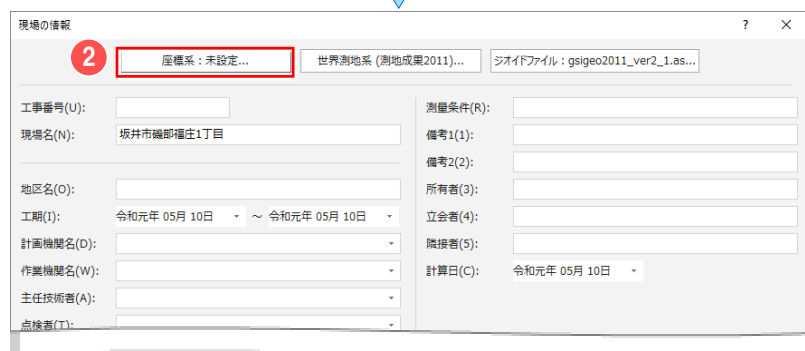 現場の情報 ? ×
2 座標系：未設定... 世界測地系 (測地成果2011)... ジオイドファイル：gsigeo2011_ver2_1.as...
工事番号(U):
現場名(N): 坂井市磯部福庄1丁目
地区名(O):
工期(I): 令和元年 05月 10日 ～ 令和元年 05月 10日
計画機関名(D):
作業機関名(W):
主任技術者(A):
点検者(T):
測量条件(R):
備考1(1):
備考2(2):
所有者(3):
立会者(4):
隣接者(5):
計算日(C): 令和元年 05月 10日